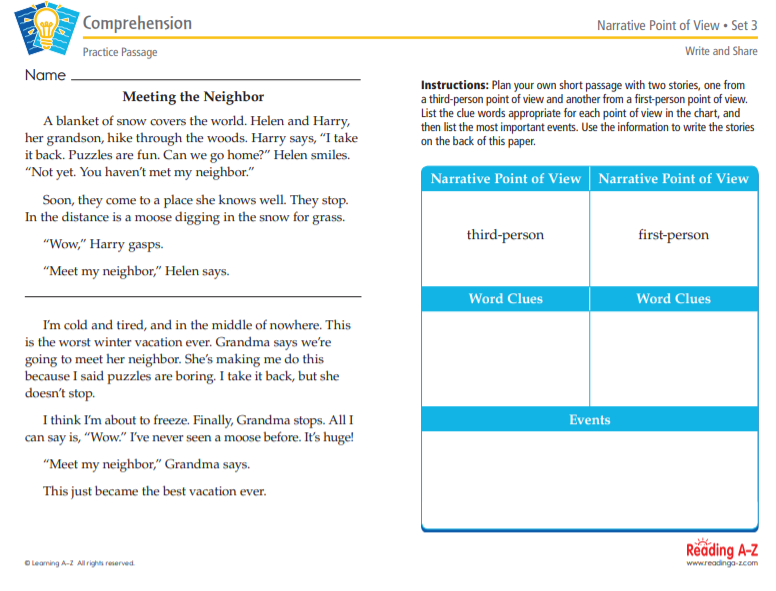 Comprehension
Narrative Point of View • Set 3
Practice Passage
Write and Share
Name
Meeting the Neighbor
A blanket of snow covers the world. Helen and Harry,
her grandson, hike through the woods. Harry says, “I take
it back. Puzzles are fun. Can we go home?” Helen smiles.
“Not yet. You haven’t met my neighbor.”
Soon, they come to a place she knows well. They stop.
In the distance is a moose digging in the snow for grass.
“Wow,” Harry gasps.
“Meet my neighbor,” Helen says.
I’m cold and tired, and in the middle of nowhere. This
is the worst winter vacation ever. Grandma says we’re
going to meet her neighbor. She’s making me do this
because I said puzzles are boring. I take it back, but she
doesn’t stop.
I think I’m about to freeze. Finally, Grandma stops. All I
can say is, “Wow.” I’ve never seen a moose before. It’s huge!
“Meet my neighbor,” Grandma says.
This just became the best vacation ever.
Instructions: Plan your own short passage with two stories, one from
a third-person point of view and another from a first-person point of view.
List the clue words appropriate for each point of view in the chart, and
then list the most important events. Use the information to write the stories
on the back of this paper.
Narrative Point of View
Narrative Point of View
third-person
first-person
Word Clues
Word Clues
Events
© Learning A–Z All rights reserved.
Reading A–Z
www.readinga-z.com